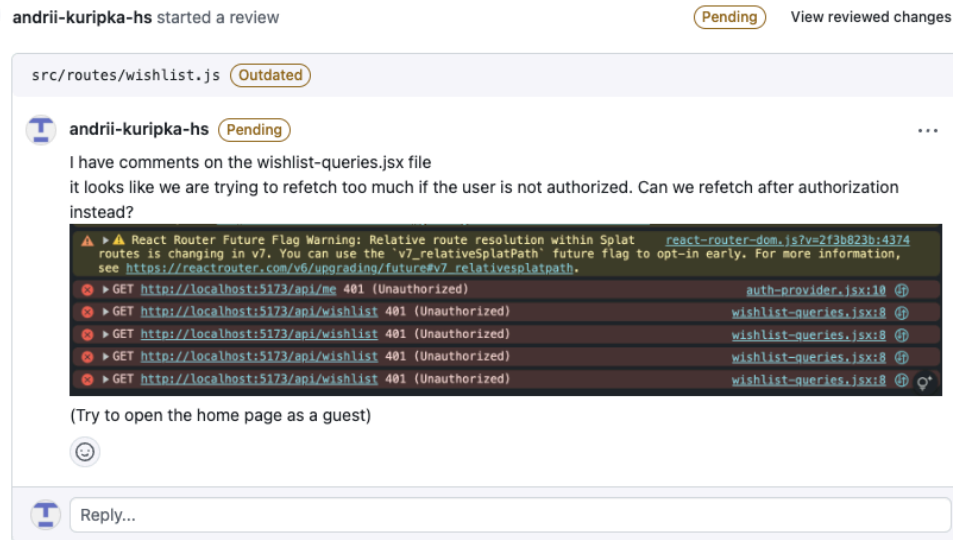 andrii-kuripka-hs started a review Pending View reviewed changes
src/routes/wishlist.js Outdated
andrii-kuripka-hs Pending
I have comments on the wishlist-queries.jsx file
it looks like we are trying to refetch too much if the user is not authorized. Can we refetch after authorization
instead?
React Router Future Flag Warning: Relative route resolution within Splat react-router-dom.js?v=2f3b823b:4374
routes is changing in v7. You can use the `v7_relativeSplatPath` future flag to opt-in early. For more information,
see https://reactrouter.com/v6/upgrading/future#v7_relativesplatpath.
GET http://localhost:5173/api/me 401 (Unauthorized) auth-provider.jsx:10
GET http://localhost:5173/api/wishlist 401 (Unauthorized) wishlist-queries.jsx:8
GET http://localhost:5173/api/wishlist 401 (Unauthorized) wishlist-queries.jsx:8
GET http://localhost:5173/api/wishlist 401 (Unauthorized) wishlist-queries.jsx:8
GET http://localhost:5173/api/wishlist 401 (Unauthorized) wishlist-queries.jsx:8
(Try to open the home page as a guest)
Reply...